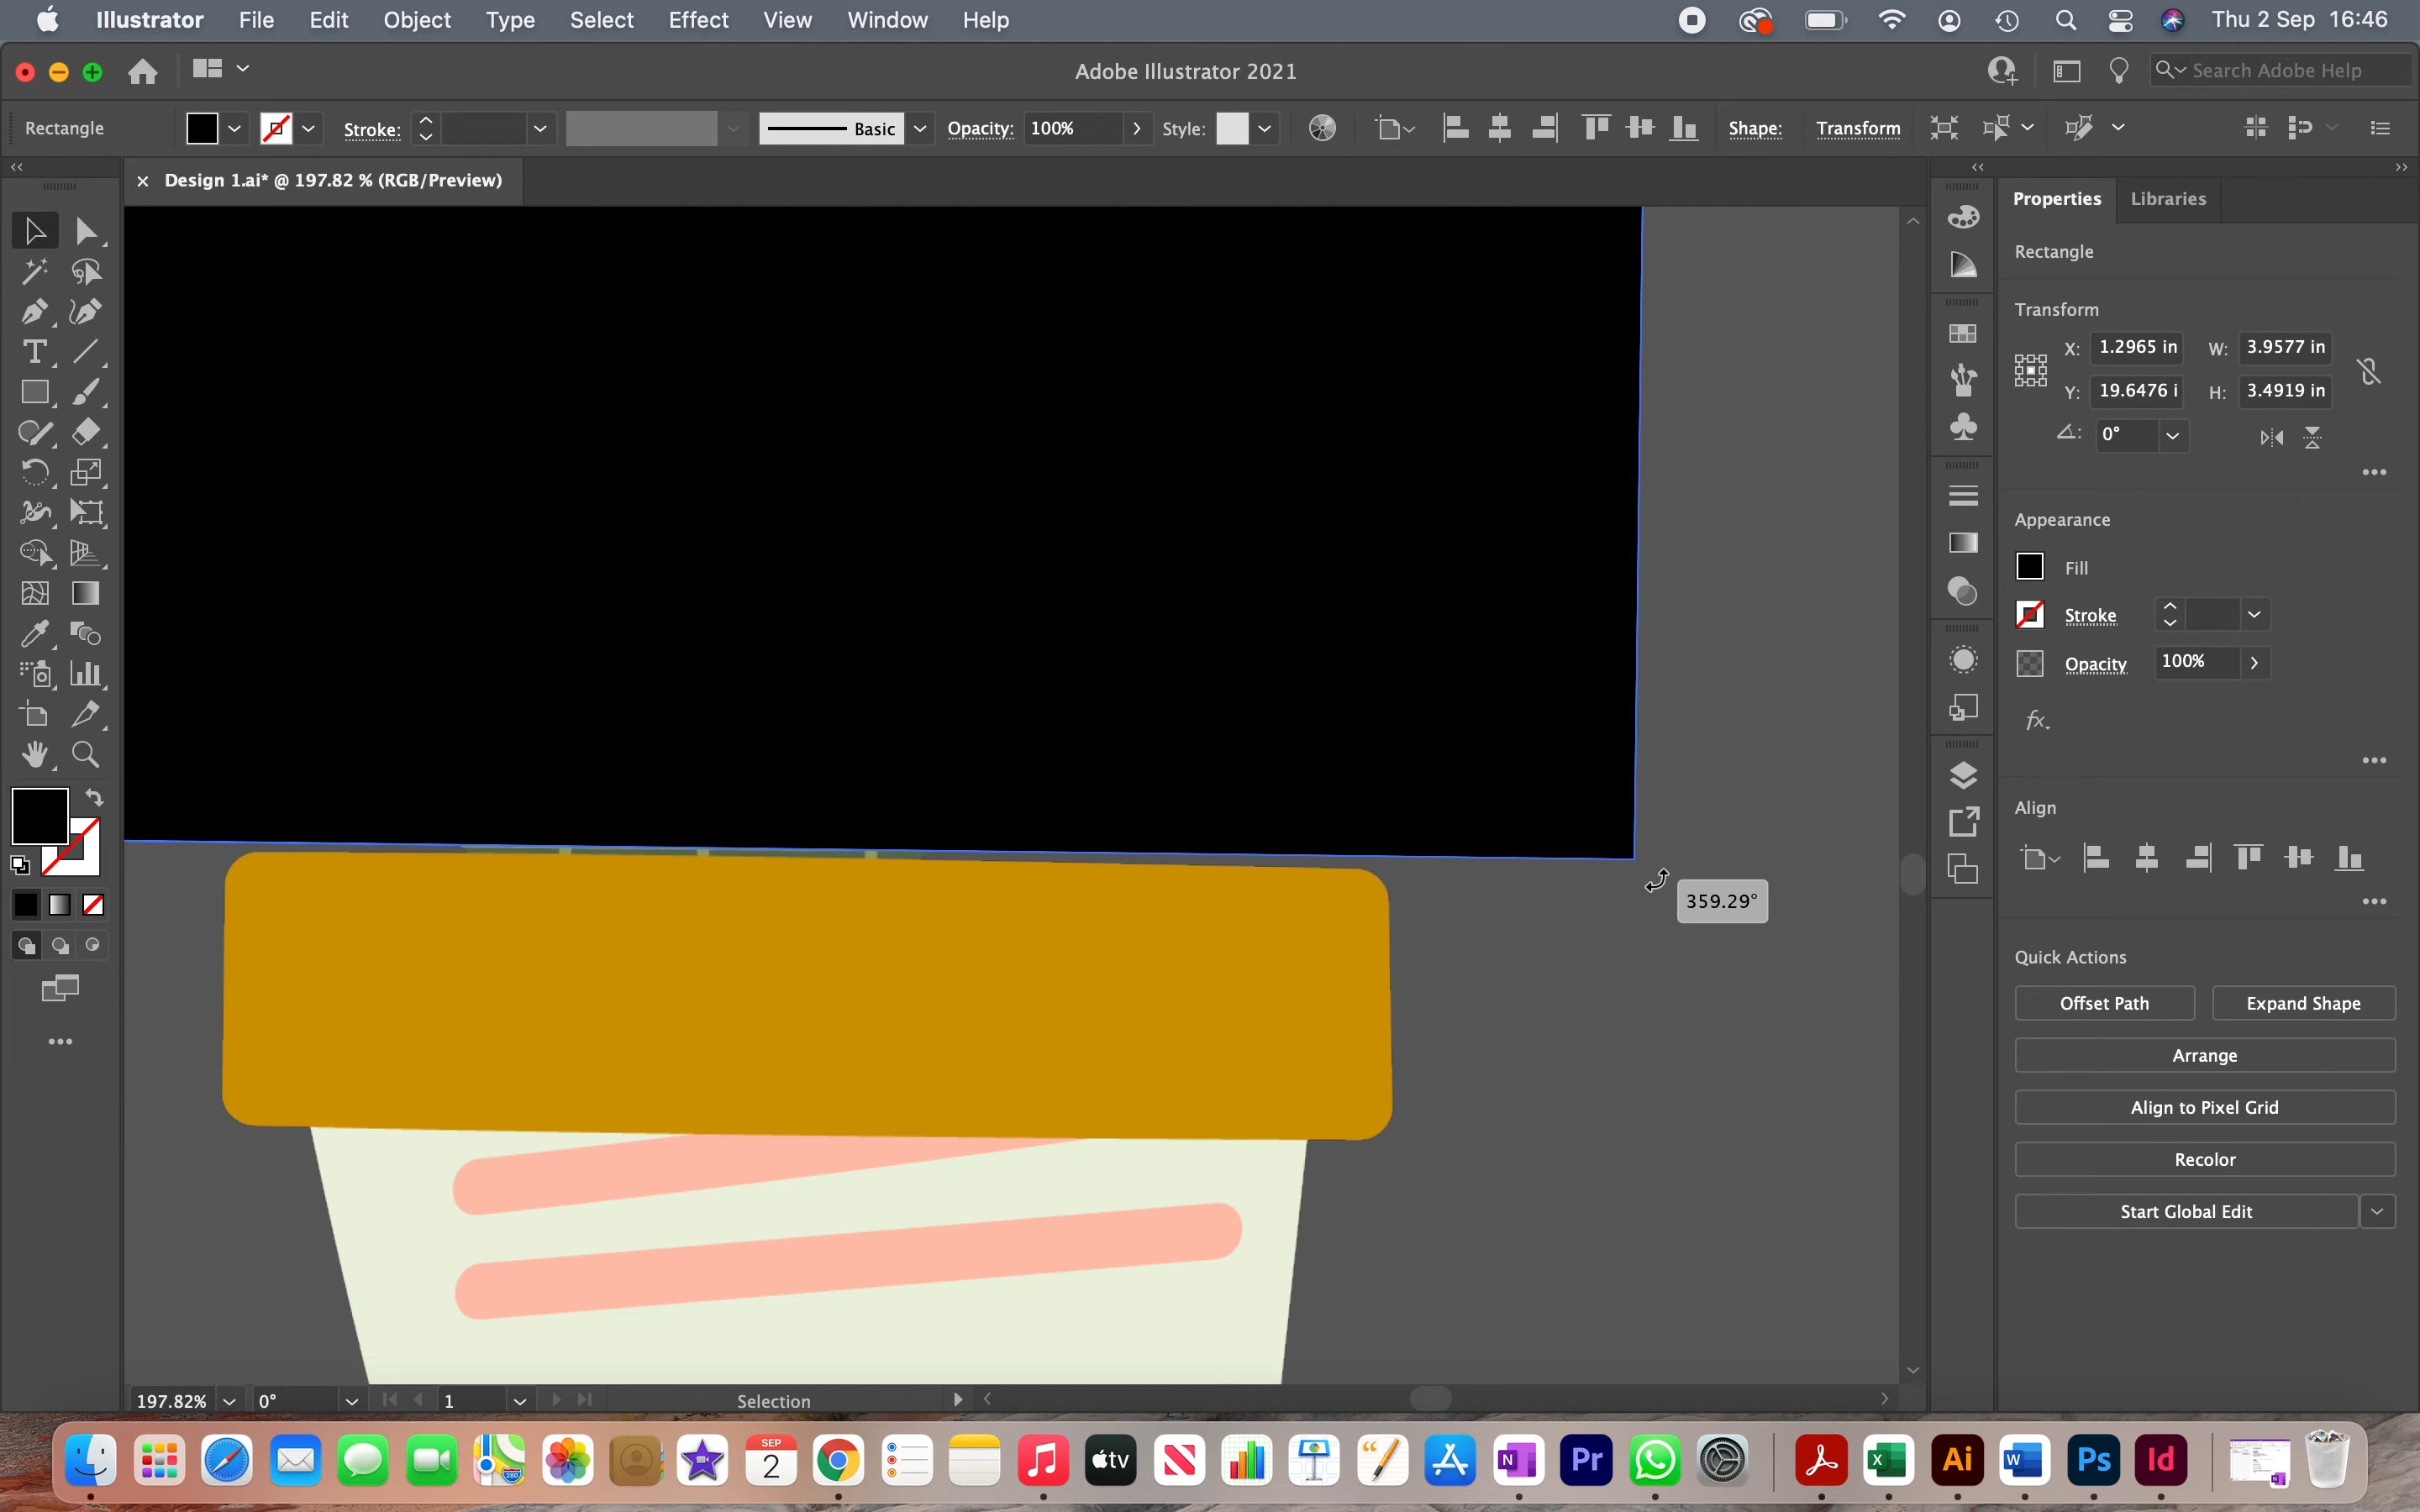 Illustrator File Edit Object Type Select Effect View Window Help Thu 2 Sep 16:46
Adobe Illustrator 2021 Search Adobe Help
Rectangle Stroke: Basic Opacity: 100% Style: Shape: Transform
Design 1.ai* @ 197.82 % (RGB/Preview)
Properties Libraries
Rectangle
Transform
X: 1.2965 in W: 3.9577 in
Y: 19.6476 i H: 3.4919 in
0°
Appearance
Fill
Stroke
Opacity 100%
fx
Align
359.29°
Quick Actions
Offset Path Expand Shape
Arrange
Align to Pixel Grid
Recolor
Start Global Edit
197.82% 0° 1 Selection
SEP
2
280
tv
N
Pr
X
Ai
W
Ps
Id